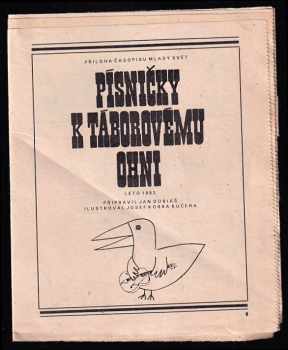 PŘÍLOHA ČASOPISU MLADÝ SVĚT
PÍSNIČKY
K TÁBOROVÉMU
OHNI
LÉTO 1983
PŘIPRAVIL JAN DOBIÁŠ
ILUSTROVAL JOSEF KOBRA KUČERA